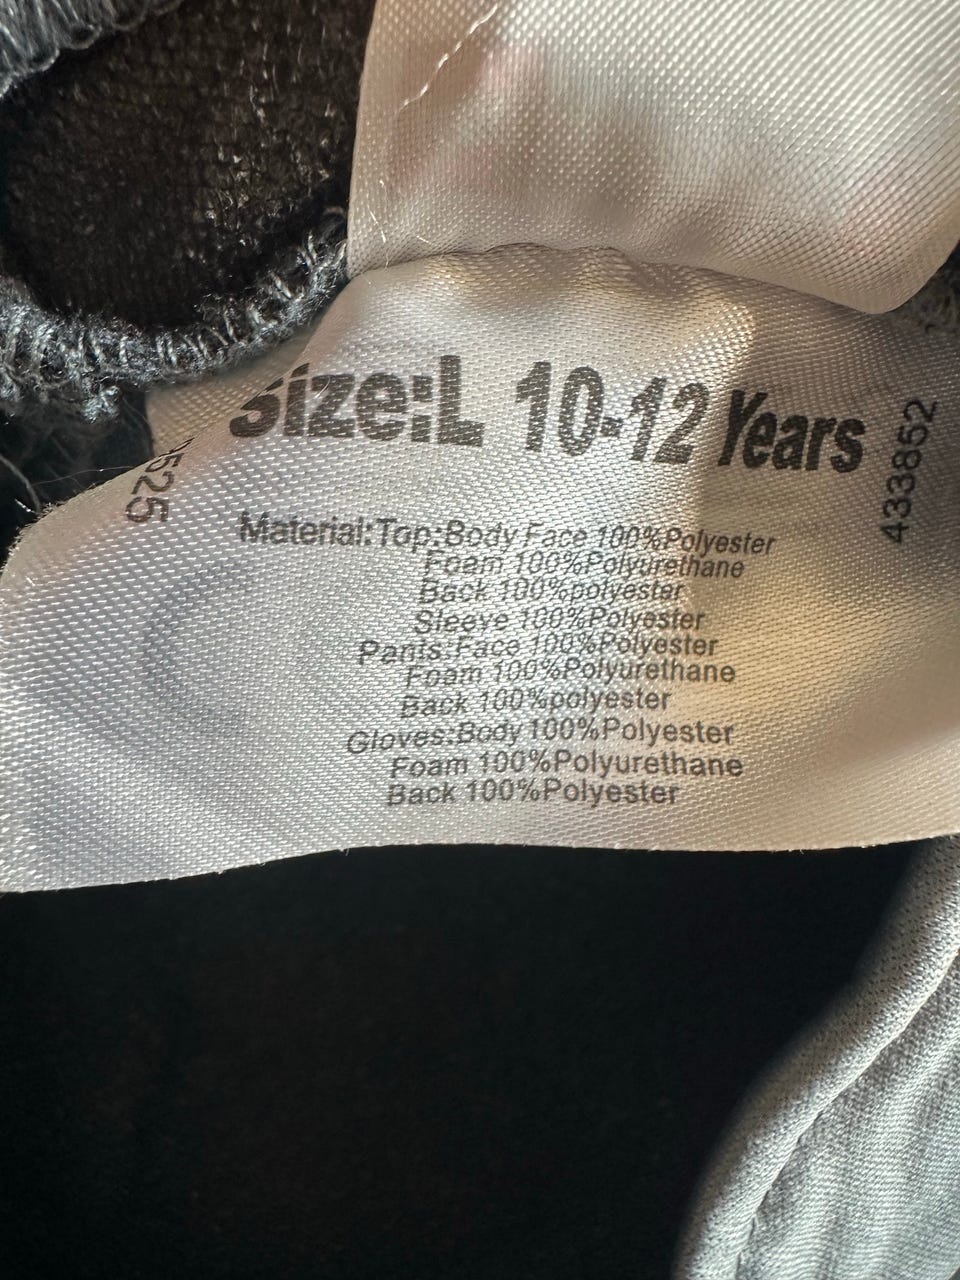 Size:L 10-12 Years
433852
Material:Top:Body Face 100%Polyester
Foam 100%Polyurethane
Back 100%polyester
Sleeve 100%Polyester
Pants:Face 100%Polyester
Foam 100%Polyurethane
Back 100%polyester
Gloves:Body 100%Polyester
Foam 100%Polyurethane
Back 100%Polyester